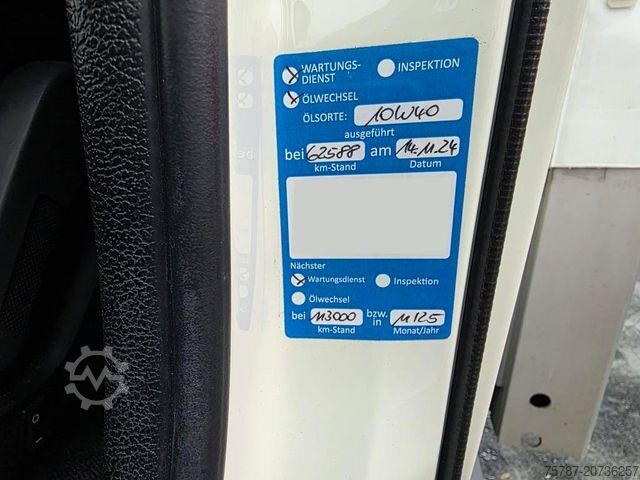 WARTUNGS-
DIENST
INSPEKTION
ÖLWECHSEL
ÖLSORTE: 10W40
ausgeführt
bei 62588 am 14.11.24
km-Stand Datum
Nächster
Wartungsdienst Inspektion
Ölwechsel
bei 113000 bzw. in 11/25
km-Stand Monat/Jahr
75787-20736257